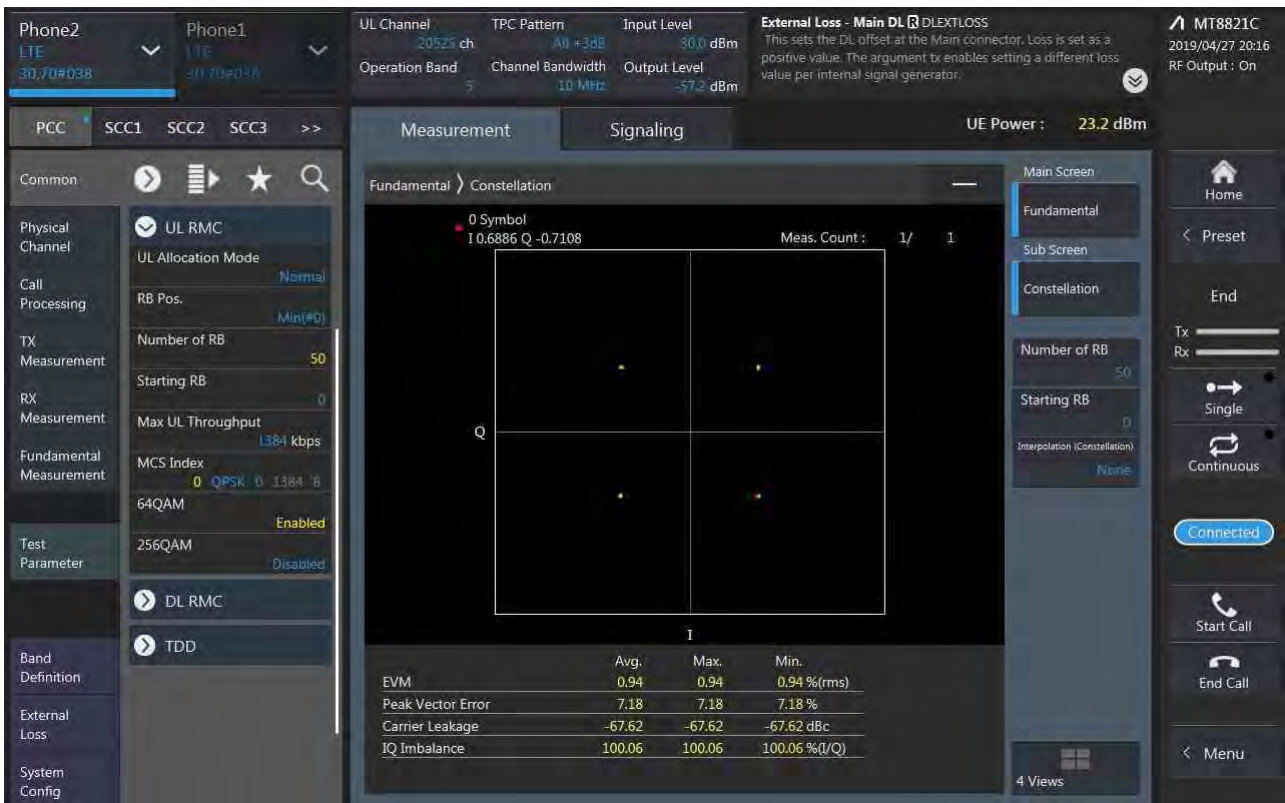 Phone2
LTE
30.70#038
Phone1
LTE
30.70#038
UL Channel
20525 ch
Operation Band
5
TPC Pattern
All +3dB
Channel Bandwidth
10 MHz
Input Level
30.0 dBm
Output Level
-57.2 dBm
External Loss - Main DL R DLEXTLOSS
This sets the DL offset at the Main connector. Loss is set as a
positive value. The argument tx enables setting a different loss
value per internal signal generator.
MT8821C
2019/04/27 20:16
RF Output : On
PCC SCC1 SCC2 SCC3 >>
Measurement
Signaling
UE Power : 23.2 dBm
Common
Physical
Channel
Call
Processing
TX
Measurement
RX
Measurement
Fundamental
Measurement
Test
Parameter
Band
Definition
External
Loss
System
Config
UL RMC
UL Allocation Mode
Normal
RB Pos.
Min(#0)
Number of RB
50
Starting RB
0
Max UL Throughput
1384 kbps
MCS Index
0 QPSK 0 1384 6
64QAM
Enabled
256QAM
Disabled
DL RMC
TDD
Fundamental 〉 Constellation
0 Symbol
I 0.6886 Q -0.7108
Meas. Count : 1/ 1
Q
I
Avg. Max. Min.
EVM 0.94 0.94 0.94 %(rms)
Peak Vector Error 7.18 7.18 7.18 %
Carrier Leakage -67.62 -67.62 -67.62 dBc
IQ Imbalance 100.06 100.06 100.06 %(I/Q)
Main Screen
Fundamental
Sub Screen
Constellation
Number of RB
50
Starting RB
0
Interpolation (Constellation)
None
4 Views
Home
< Preset
End
Tx
Rx
Single
Continuous
Connected
Start Call
End Call
< Menu